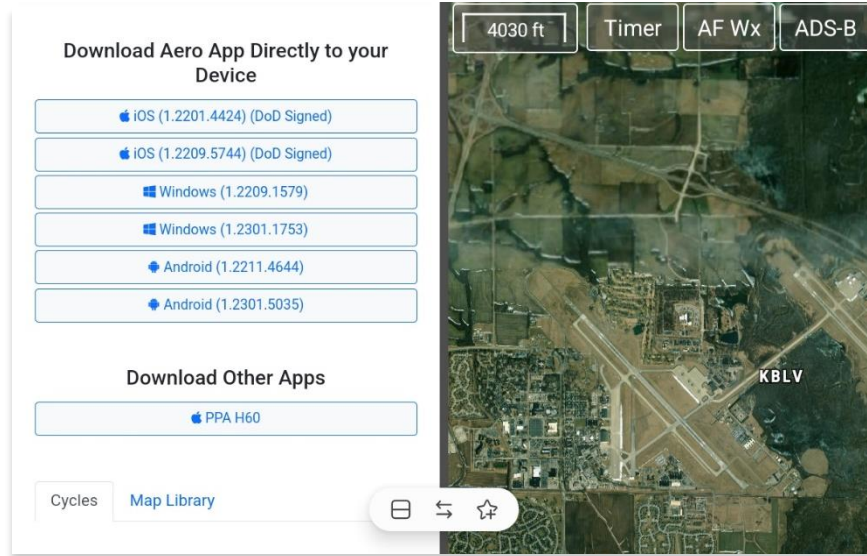 Download Aero App Directly to your
Device
iOS (1.2201.4424) (DoD Signed)
iOS (1.2209.5744) (DoD Signed)
Windows (1.2209.1579)
Windows (1.2301.1753)
Android (1.2211.4644)
Android (1.2301.5035)
Download Other Apps
PPA H60
Cycles
Map Library
4030 ft
Timer
AF Wx
ADS-B
KBLV